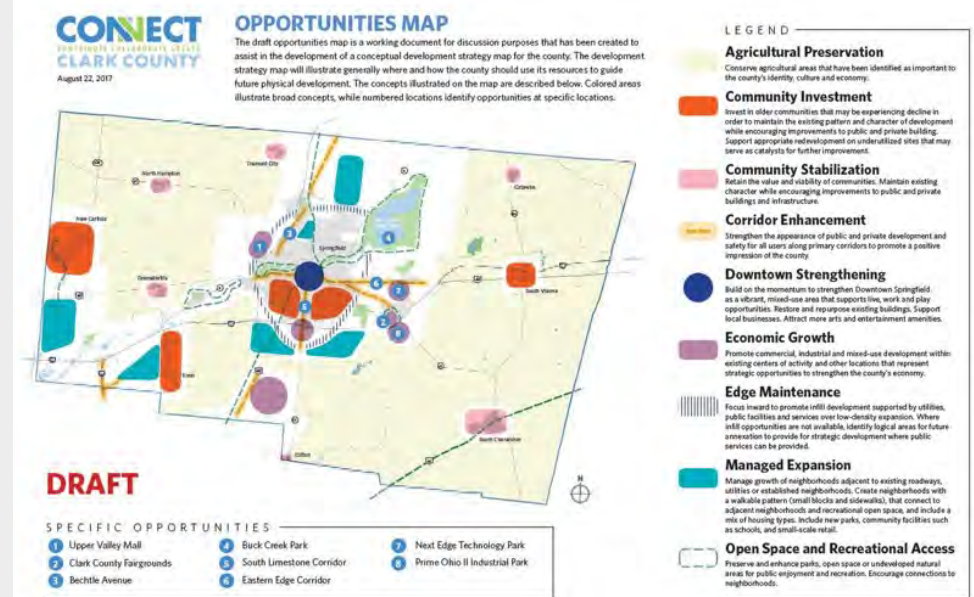 CONNECT
CONTRIBUTE COLLABORATE CREATE
CLARK COUNTY
August 22, 2017
OPPORTUNITIES MAP
The draft opportunities map is a working document for discussion purposes that has been created to
assist in the development of a conceptual development strategy map for the county. The development
strategy map will illustrate generally where and how the county should use its resources to guide
future physical development. The concepts illustrated on the map are described below. Colored areas
illustrate broad concepts, while numbered locations identify opportunities at specific locations.
North Hampton
Tremont City
Catawba
New Carlisle
Springfield
Donnelsville
South Vienna
Enon
South Charleston
Clifton
1
2
3
4
5
6
7
8
N
DRAFT
SPECIFIC OPPORTUNITIES
1 Upper Valley Mall
2 Clark County Fairgrounds
3 Bechtle Avenue
4 Buck Creek Park
5 South Limestone Corridor
6 Eastern Edge Corridor
7 Next Edge Technology Park
8 Prime Ohio II Industrial Park
LEGEND
Agricultural Preservation
Conserve agricultural areas that have been identified as important to
the county's identity, culture and economy.
Community Investment
Invest in older communities that may be experiencing decline in
order to maintain the existing pattern and character of development
while encouraging improvements to public and private building.
Support appropriate redevelopment on underutilized sites that may
serve as catalysts for further improvement.
Community Stabilization
Retain the value and viability of communities. Maintain existing
character while encouraging improvements to public and private
buildings and infrastructure.
Corridor Enhancement
Strengthen the appearance of public and private development and
safety for all users along primary corridors to promote a positive
impression of the county.
Downtown Strengthening
Build on the momentum to strengthen Downtown Springfield
as a vibrant, mixed-use area that supports live, work and play
opportunities. Restore and repurpose existing buildings. Support
local businesses. Attract more arts and entertainment amenities.
Economic Growth
Promote commercial, industrial and mixed-use development within
existing centers of activity and other locations that represent
strategic opportunities to strengthen the county's economy.
Edge Maintenance
Focus inward to promote infill development supported by utilities,
public facilities and services over low-density expansion. Where
infill opportunities are not available, identify logical areas for future
annexation to provide for strategic development where public
services can be provided.
Managed Expansion
Manage growth of neighborhoods adjacent to existing roadways,
utilities or established neighborhoods. Create neighborhoods with
a walkable pattern (small blocks and sidewalks), that connect to
adjacent neighborhoods and recreational open space, and include a
mix of housing types. Include new parks, community facilities such
as schools, and small-scale retail.
Open Space and Recreational Access
Preserve and enhance parks, open space or undeveloped natural
areas for public enjoyment and recreation. Encourage connections to
neighborhoods.